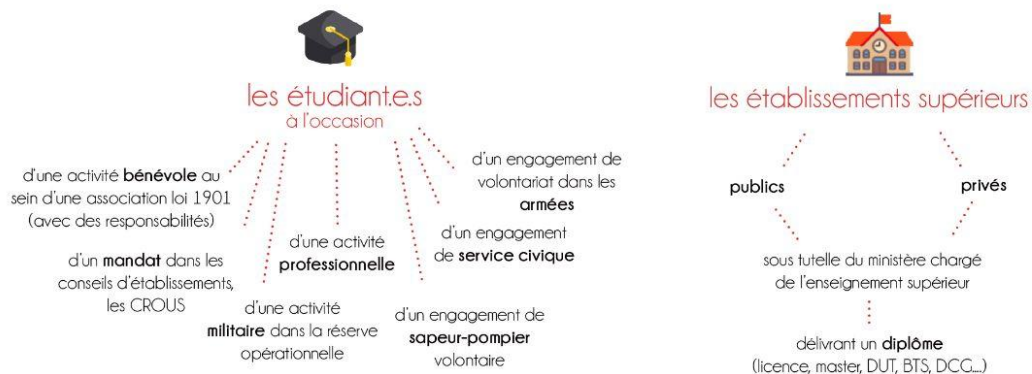 les étudiant.e.s
à l'occasion
d'une activité bénévole au
sein d'une association loi 1901
(avec des responsabilités)
d'un mandat dans les
conseils d'établissements,
les CROUS
d'une activité
militaire dans la réserve
opérationnelle
d'une activité
professionnelle
d'un engagement de
sapeur-pompier
volontaire
d'un engagement
de service civique
d'un engagement de
volontariat dans les
armées
les établissements supérieurs
publics
privés
sous tutelle du ministère chargé
de l'enseignement supérieur
délivrant un diplôme
(licence, master, DUT, BTS, DCG....)